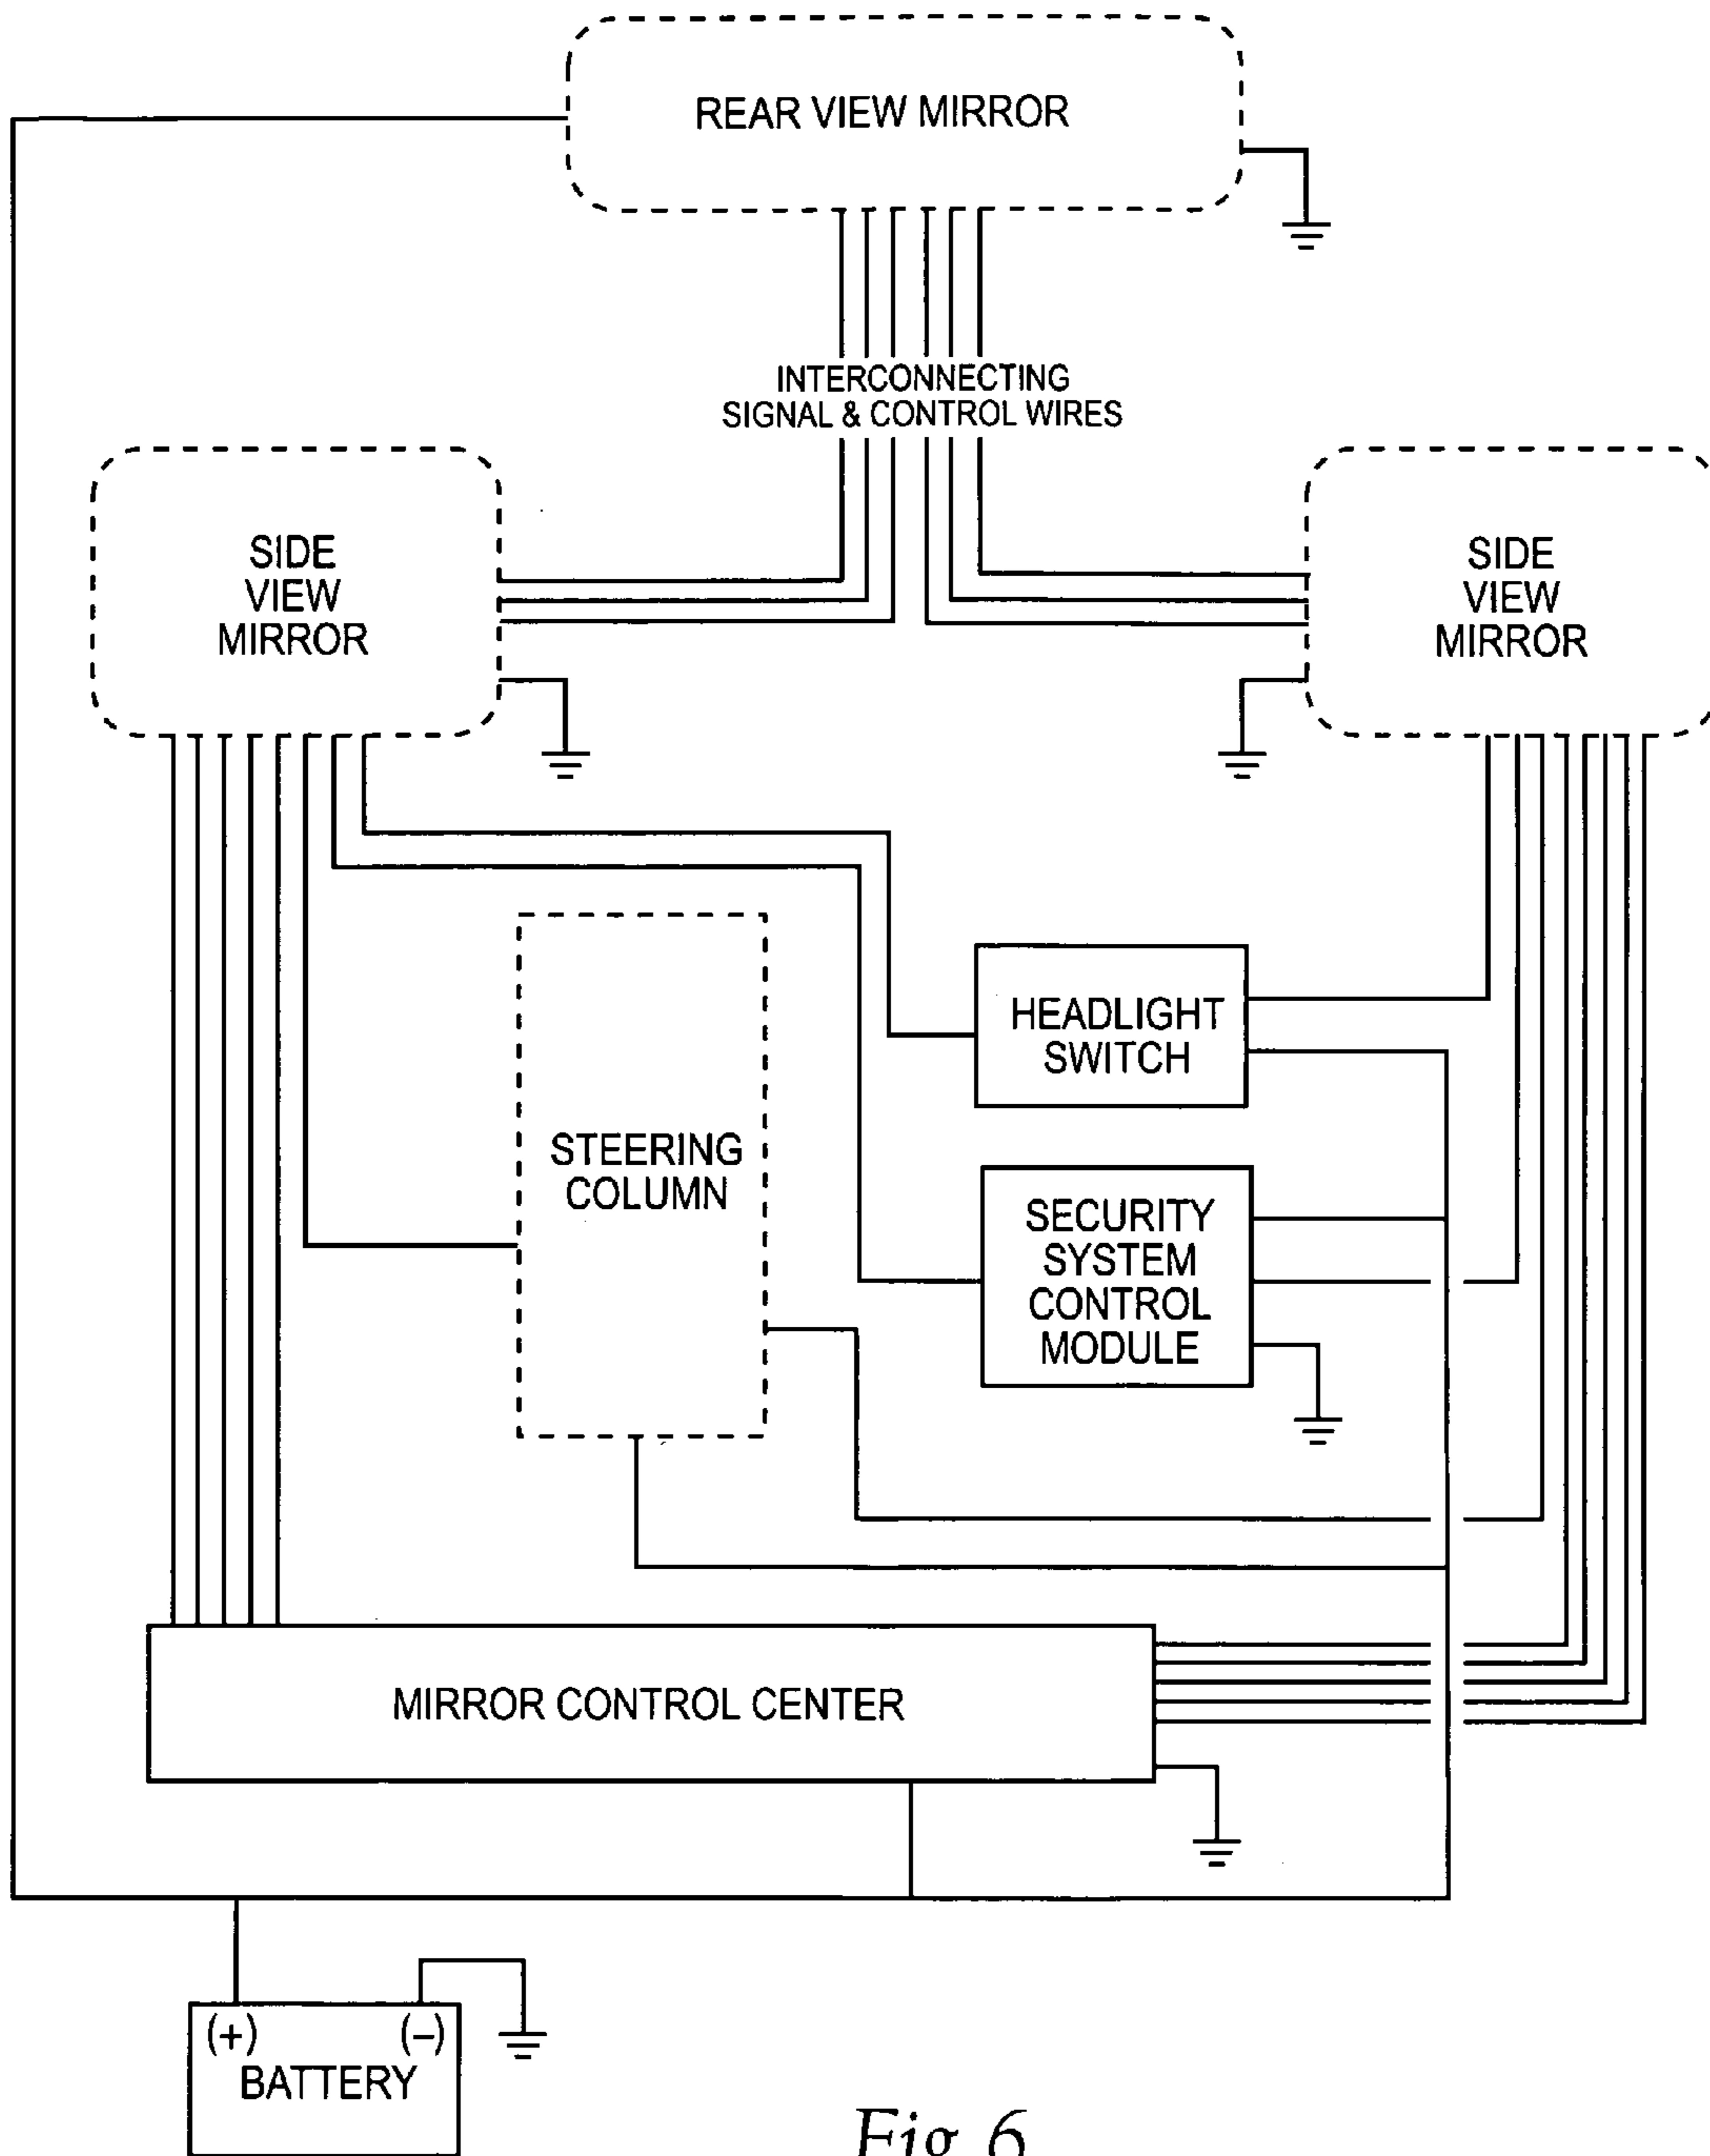 REAR VIEW MIRROR
INTERCONNECTING
SIGNAL & CONTROL WIRES
SIDE
VIEW
MIRROR
SIDE
VIEW
MIRROR
HEADLIGHT
SWITCH
STEERING
COLUMN
SECURITY
SYSTEM
CONTROL
MODULE
MIRROR CONTROL CENTER
(+) (–)
BATTERY
Fig 6